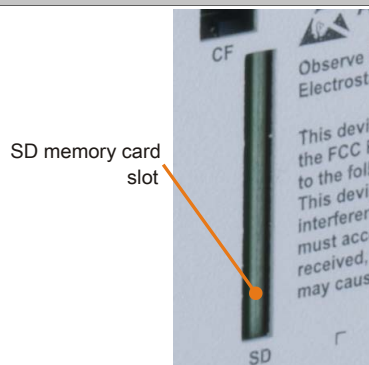 CF
Observe
Electrost
SD memory card
slot
This devi
the FCC
to the foll
This devi
interferen
must acc
received,
may caus
SD